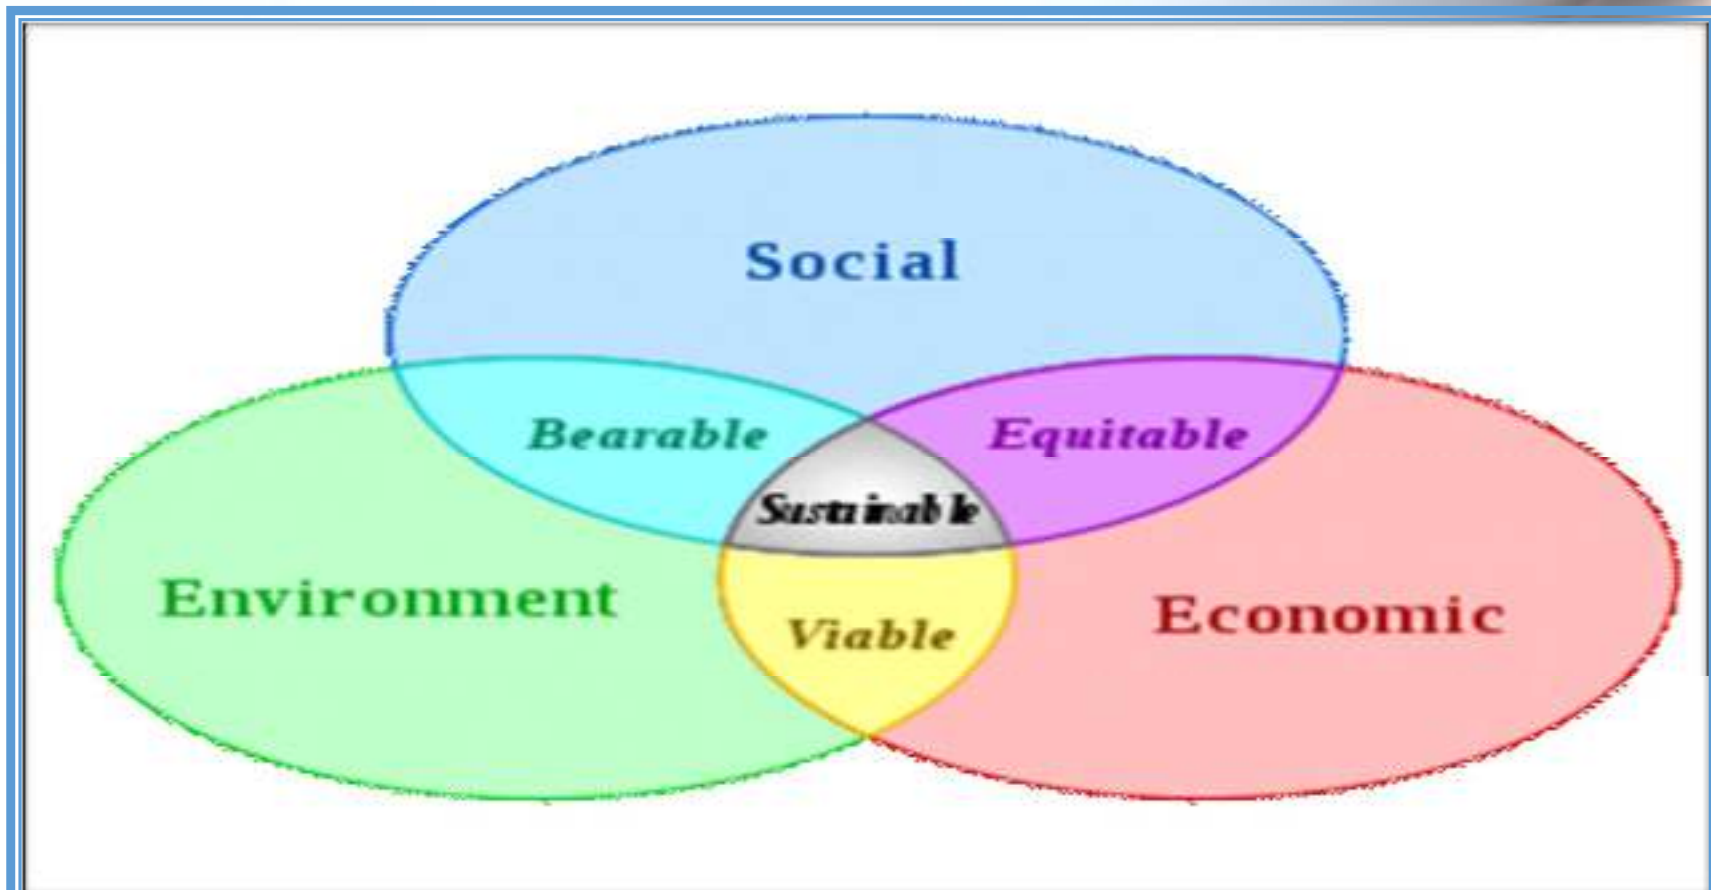 Social
Bearable
Equitable
Sustainable
Environment
Economic
Viable